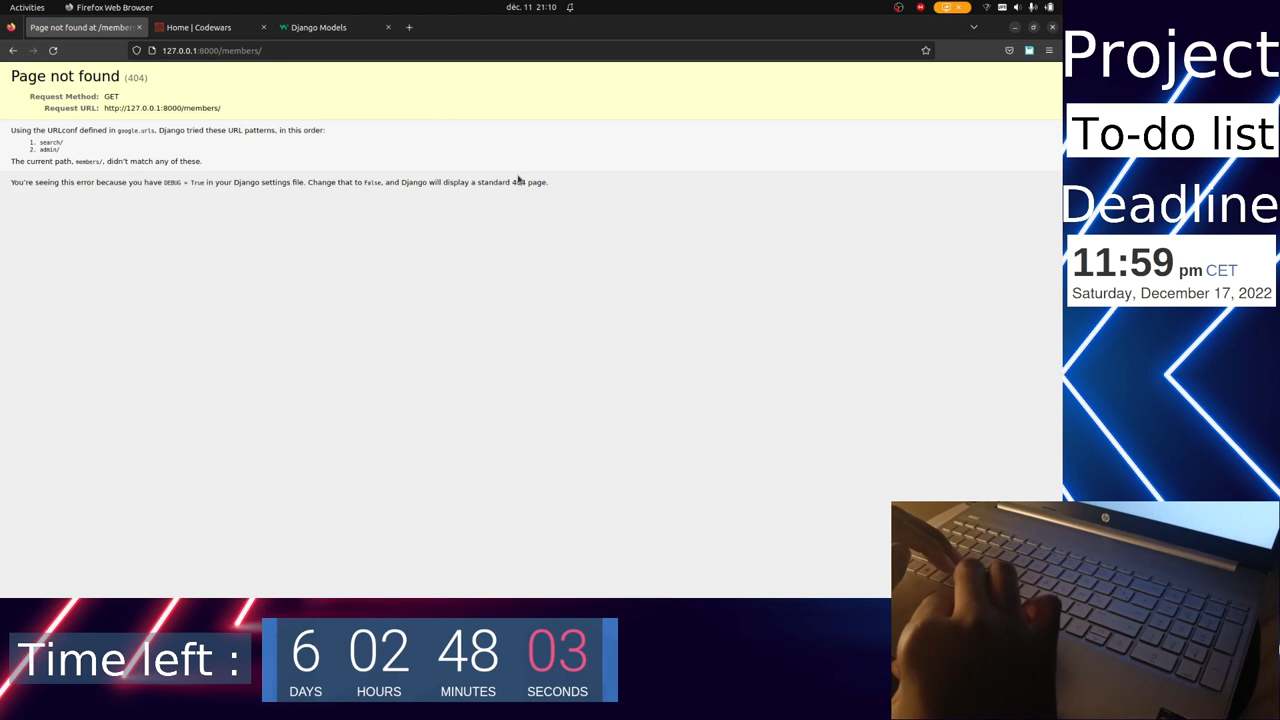 Activities
Firefox Web Browser
déc. 11 21:10
Page not found at /member
Home | Codewars
Django Models
127.0.0.1:8000/members/
Page not found (404)
Request Method: GET
Request URL: http://127.0.0.1:8000/members/
Using the URLconf defined in google.urls, Django tried these URL patterns, in this order:
1. search/
2. admin/
The current path, members/, didn't match any of these.
You're seeing this error because you have DEBUG = True in your Django settings file. Change that to False, and Django will display a standard 404 page.
Project
To-do list
Deadline
11:59 pm CET
Saturday, December 17, 2022
Time left :
6 02 48 03
DAYS HOURS MINUTES SECONDS
hp